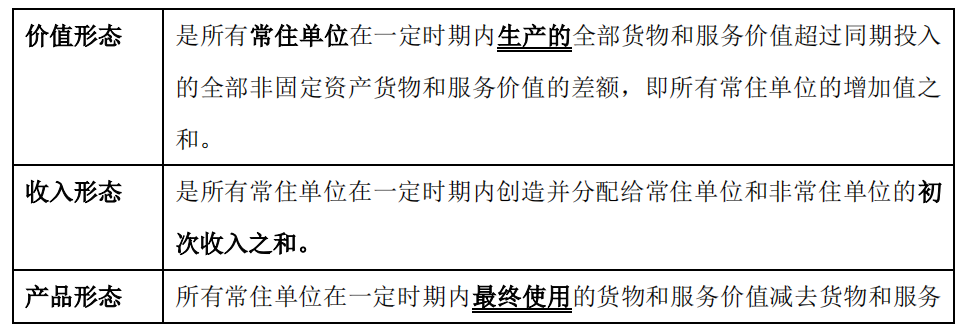 价值形态 是所有常住单位在一定时期内生产的全部货物和服务价值超过同期投入
的全部非固定资产货物和服务价值的差额，即所有常住单位的增加值之
和。
收入形态 是所有常住单位在一定时期内创造并分配给常住单位和非常住单位的初
次收入之和。
产品形态 所有常住单位在一定时期内最终使用的货物和服务价值减去货物和服务